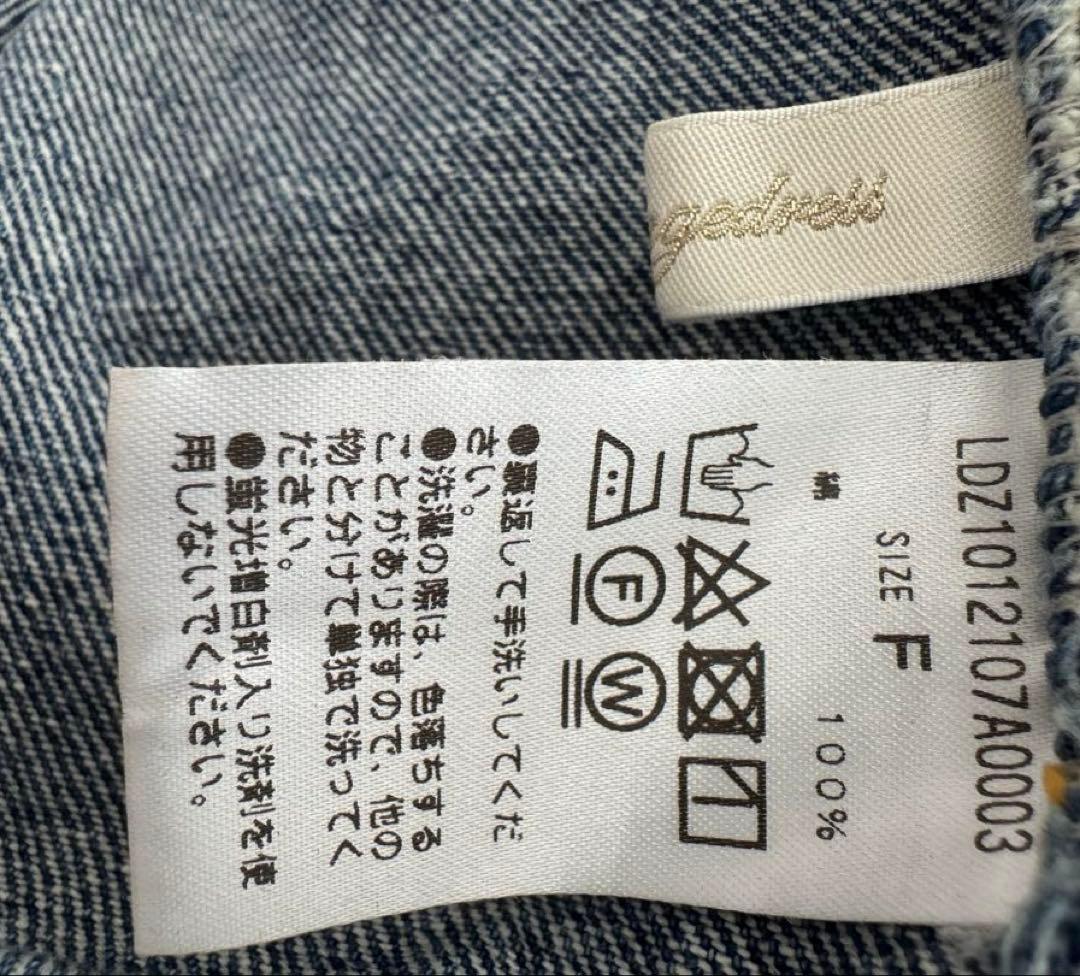 gedress
LDZ1012107A0003
SIZE F
綿 100%
F
W
●裏返して手洗いしてくだ
さい。
●洗濯の際は、色落ちする
ことがありますので、他の
物と分けて単独で洗ってく
ださい。
●蛍光増白剤入り洗剤を使
用しないでください。